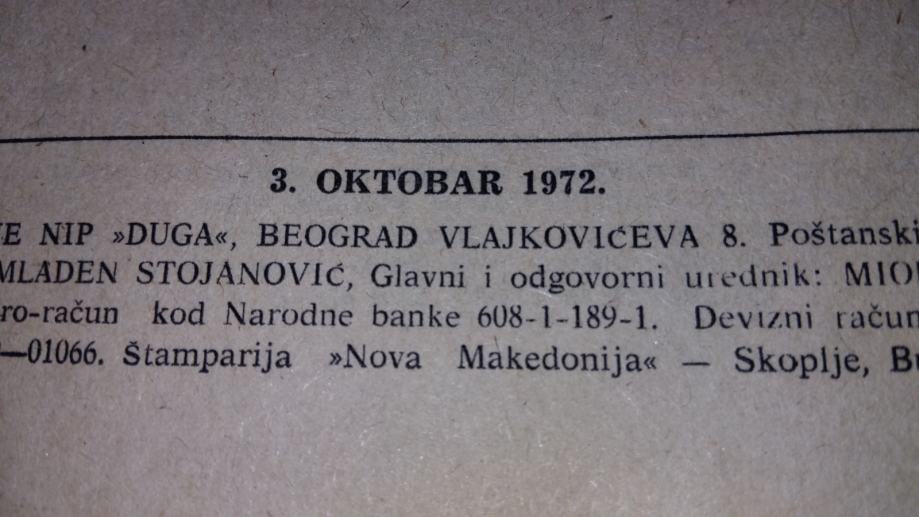 3. OKTOBAR 1972.
NIP »DUGA«, BEOGRAD VLAJKOVIĆEVA 8. Poštanski
MLADEN STOJANOVIĆ, Glavni i odgovorni urednik:
ro-račun kod Narodne banke 608-1-189-1. Devizni račun
—01066. Štamparija »Nova Makedonija« — Skoplje,